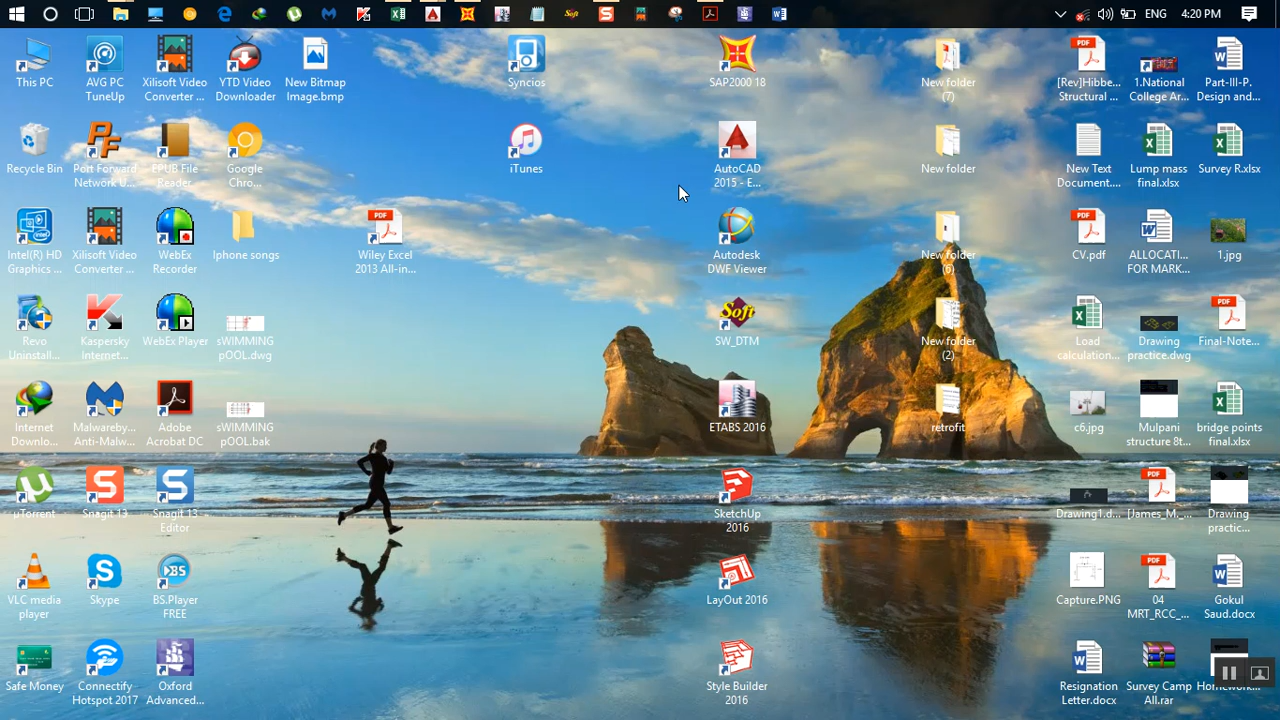 ENG
4:20 PM
This PC
AVG PC
TuneUp
Xilisoft Video
Converter ...
YTD Video
Downloader
New Bitmap
Image.bmp
Syncios
SAP2000 18
New folder
(7)
PDF
[Rev]Hibbe...
Structural ...
1.National
College Ar...
Part-III-P.
Design and...
Recycle Bin
Port Forward
Network U...
EPUB File
Reader
Google
Chro...
iTunes
AutoCAD
2015 - E...
New folder
New Text
Document....
Lump mass
final.xlsx
Survey R.xlsx
Intel(R) HD
Graphics ...
Xilisoft Video
Converter ...
WebEx
Recorder
Iphone songs
PDF
Wiley Excel
2013 All-in...
Autodesk
DWF Viewer
New folder
(6)
PDF
CV.pdf
ALLOCATI...
FOR MARK...
1.jpg
Revo
Uninstall...
Kaspersky
Internet...
WebEx Player
sWIMMING
pOOL.dwg
Soft
SW_DTM
New folder
(2)
Load
calculation...
Drawing
practice.dwg
PDF
Final-Note...
Internet
Downlo...
Malwareby...
Anti-Malw...
Adobe
Acrobat DC
sWIMMING
pOOL.bak
ETABS 2016
retrofit
c6.jpg
Mulpani
structure 8t...
bridge points
final.xlsx
uTorrent
Snagit 13
Snagit 13
Editor
SketchUp
2016
Drawing1.d...
PDF
[James_M._...
Drawing
practic...
VLC media
player
Skype
BS
BS.Player
FREE
LayOut 2016
Capture.PNG
PDF
04
MRT_RCC_...
Gokul
Saud.docx
Safe Money
Connectify
Hotspot 2017
Oxford
Advanced...
Style Builder
2016
Resignation
Letter.docx
Survey Camp
All.rar
Homework...